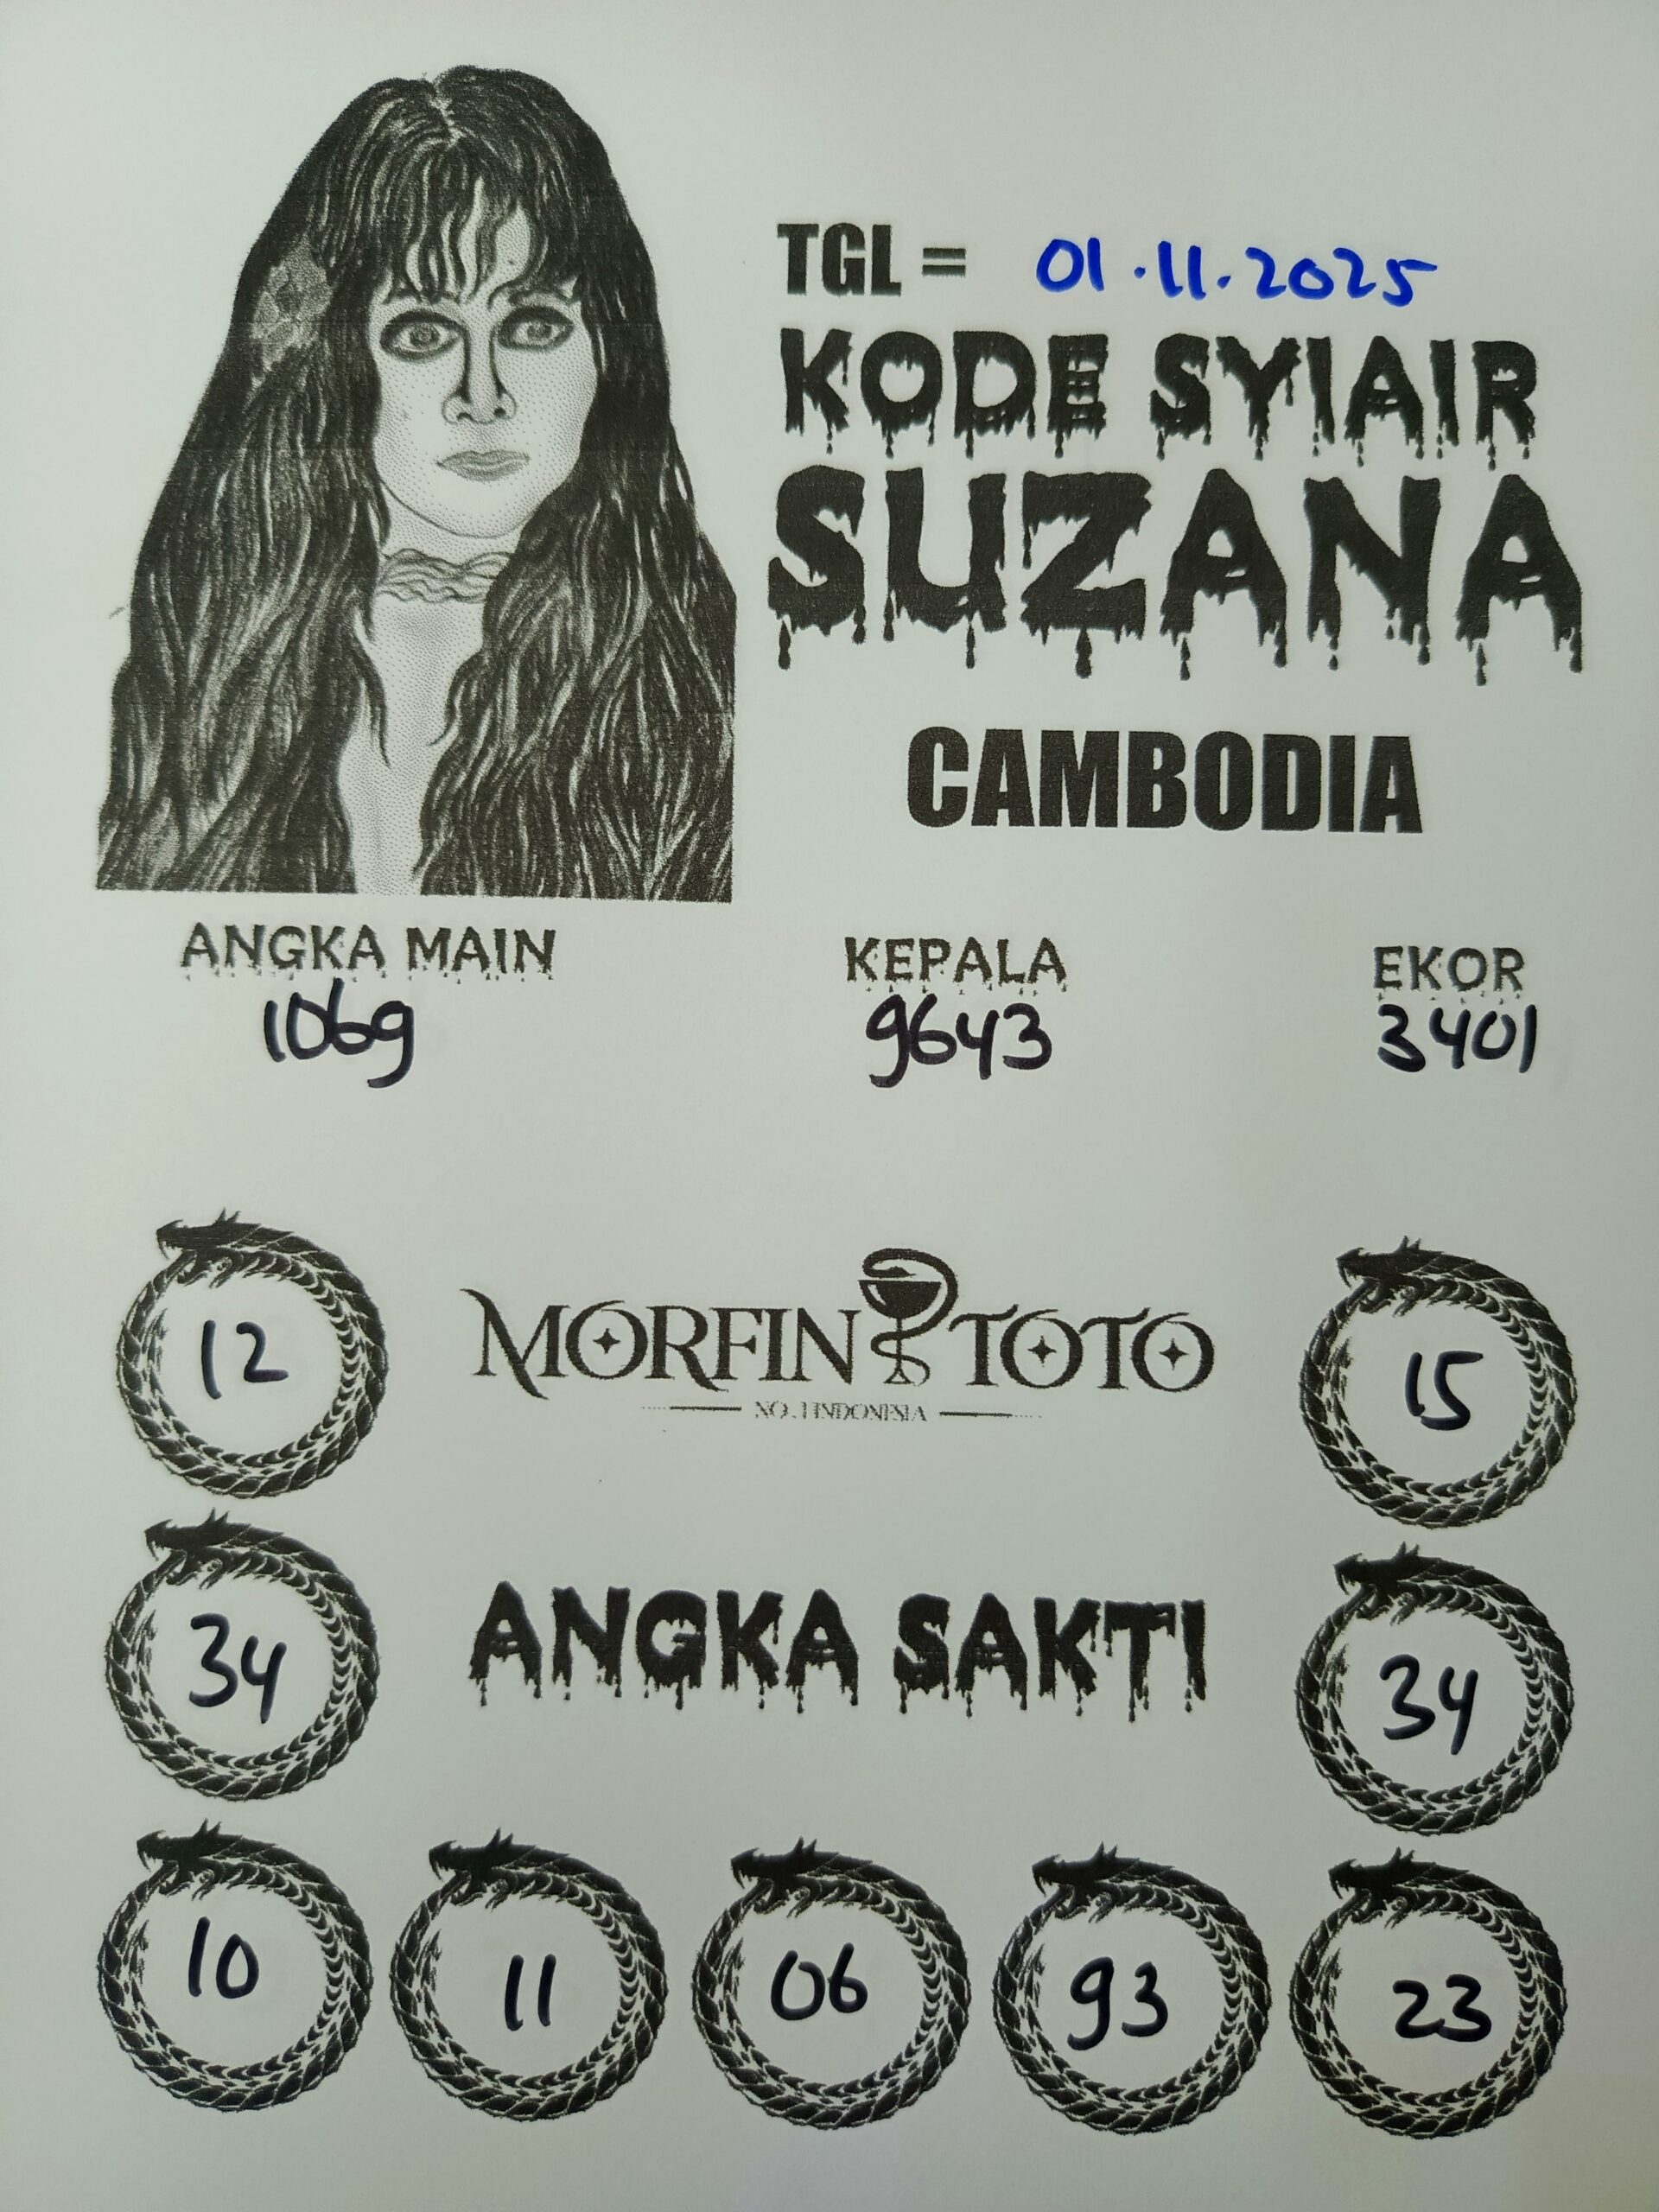 TGL = 01.11.2025
KODE SYIAIR
SUZANA
CAMBODIA
ANGKA MAIN KEPALA EKOR
1069 9643 3401
12 MORFIN TOTO 15
NO.1 INDONESIA
34 ANGKA SAKTI 34
10 11 06 93 23